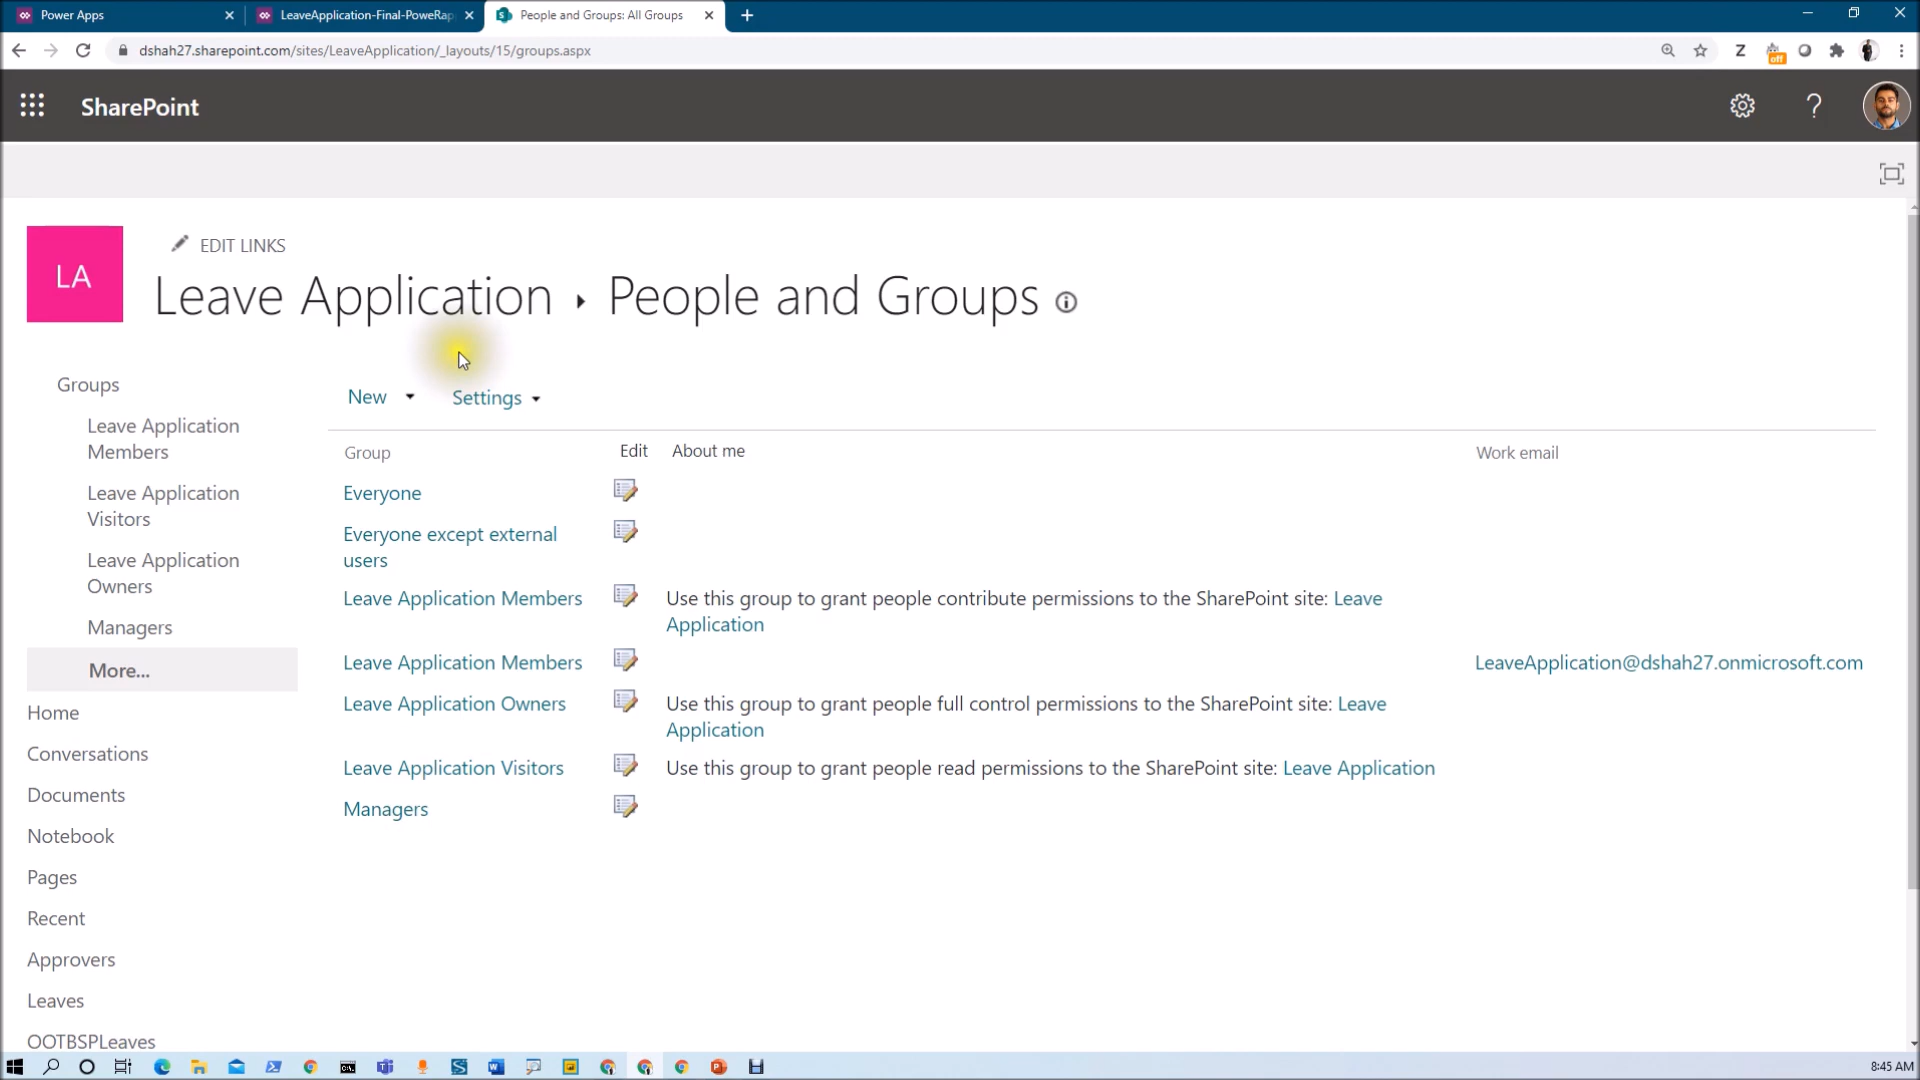 Power Apps
LeaveApplication-Final-PoweRap
People and Groups: All Groups
dshah27.sharepoint.com/sites/LeaveApplication/_layouts/15/groups.aspx
Z
off
SharePoint
?
LA
EDIT LINKS
Leave Application ▸ People and Groups
Groups
Leave Application
Members
Leave Application
Visitors
Leave Application
Owners
Managers
More...
Home
Conversations
Documents
Notebook
Pages
Recent
Approvers
Leaves
OOTBSPLeaves
New
Settings
Group
Edit
About me
Work email
Everyone
Everyone except external
users
Leave Application Members
Use this group to grant people contribute permissions to the SharePoint site: Leave
Application
Leave Application Members
LeaveApplication@dshah27.onmicrosoft.com
Leave Application Owners
Use this group to grant people full control permissions to the SharePoint site: Leave
Application
Leave Application Visitors
Use this group to grant people read permissions to the SharePoint site: Leave Application
Managers
8:45 AM